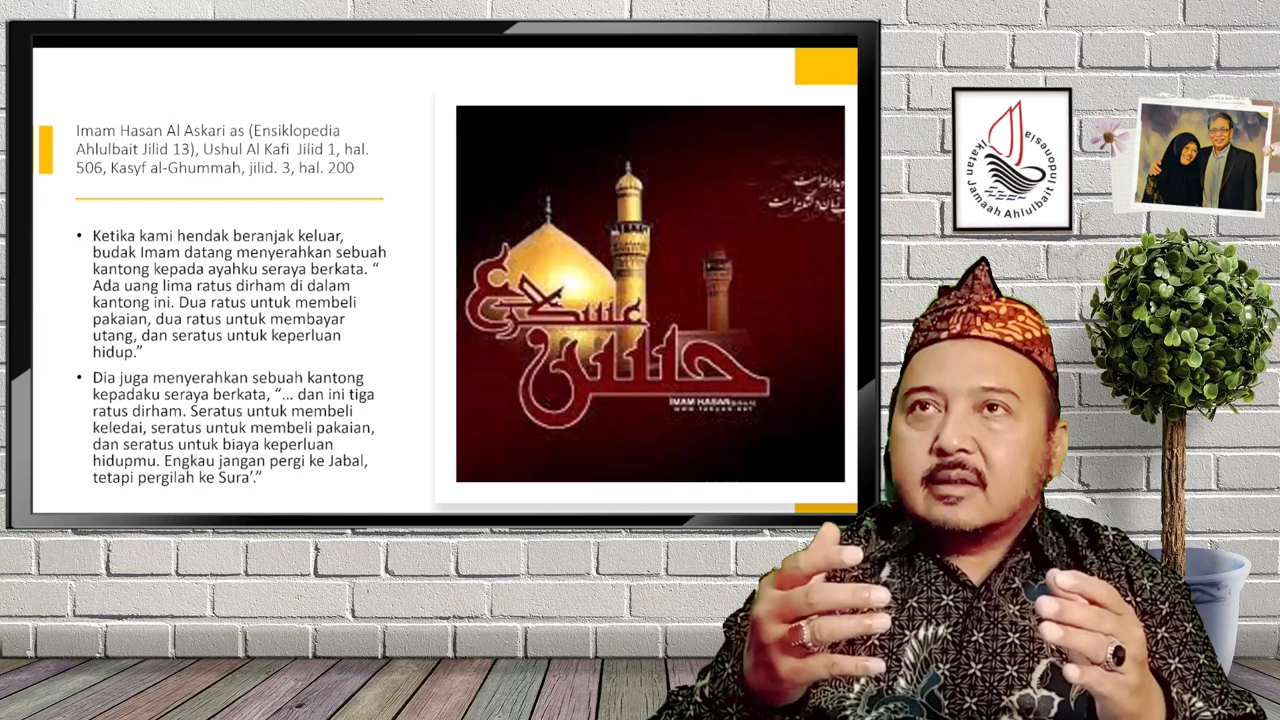 Imam Hasan Al Askari as (Ensiklopedia
Ahlulbait Jilid 13), Ushul Al Kafi  Jilid 1, hal.
506, Kasyf al-Ghummah, jilid 3, hal. 200
• Ketika kami hendak beranjak keluar,
budak Imam datang menyerahkan sebuah
kantong kepada ayahku seraya berkata. “
Ada uang lima ratus dirham di dalam
kantong ini. Dua ratus untuk membeli
pakaian, dua ratus untuk membayar
utang, dan seratus untuk keperluan
hidup.”
• Dia juga menyerahkan sebuah kantong
kepadaku seraya berkata, “... dan ini tiga
ratus dirham. Seratus untuk membeli
keledai, seratus untuk membeli pakaian,
dan seratus untuk biaya keperluan
hidupmu. Engkau jangan pergi ke Jabal,
tetapi pergilah ke Sura’.”
عسكري
حسن
IMAM HASAN
Ikatan Jamaah Ahlulbait Indonesia